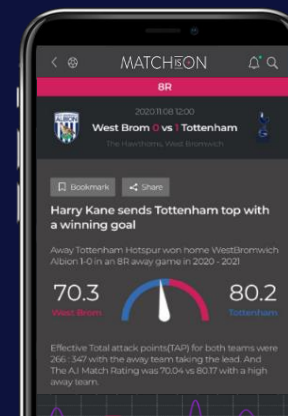 MATCHISON
8R
2020.11.08 12:00
West Brom 0 vs 1 Tottenham
The Hawthorns, West Bromwich
Bookmark Share
Harry Kane sends Tottenham top with
a winning goal
Away Tottenham Hotspur won home WestBromwich
Albion 1-0 in an 8R away game in 2020 - 2021
70.3 80.2
West Brom Tottenham
Effective Total attack points(TAP) for both teams were
266 : 347 with the away team taking the lead. And
The A.I Match Rating was 70.04 vs 80.17 with a high
away team.